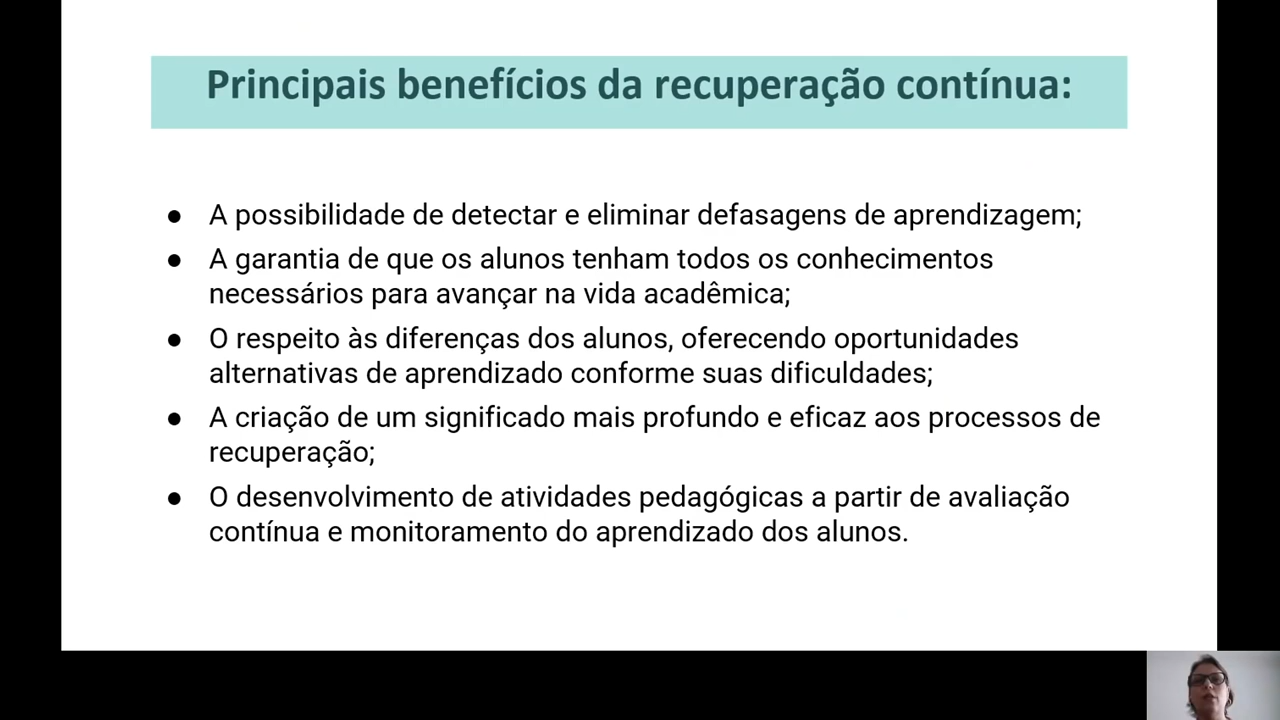 Principais benefícios da recuperação contínua:
● A possibilidade de detectar e eliminar defasagens de aprendizagem;
● A garantia de que os alunos tenham todos os conhecimentos
necessários para avançar na vida acadêmica;
● O respeito às diferenças dos alunos, oferecendo oportunidades
alternativas de aprendizado conforme suas dificuldades;
● A criação de um significado mais profundo e eficaz aos processos de
recuperação;
● O desenvolvimento de atividades pedagógicas a partir de avaliação
contínua e monitoramento do aprendizado dos alunos.